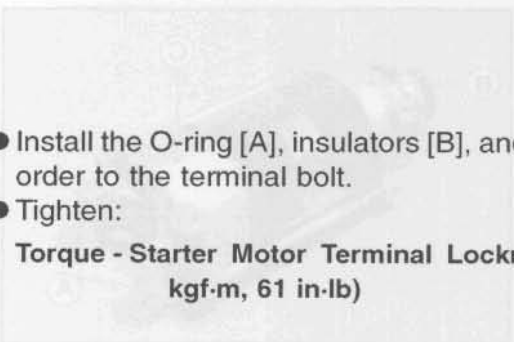 ● Install the O-ring [A], insulators [B], an
order to the terminal bolt.
● Tighten:
Torque - Starter Motor Terminal Lock
kgf·m, 61 in·lb)